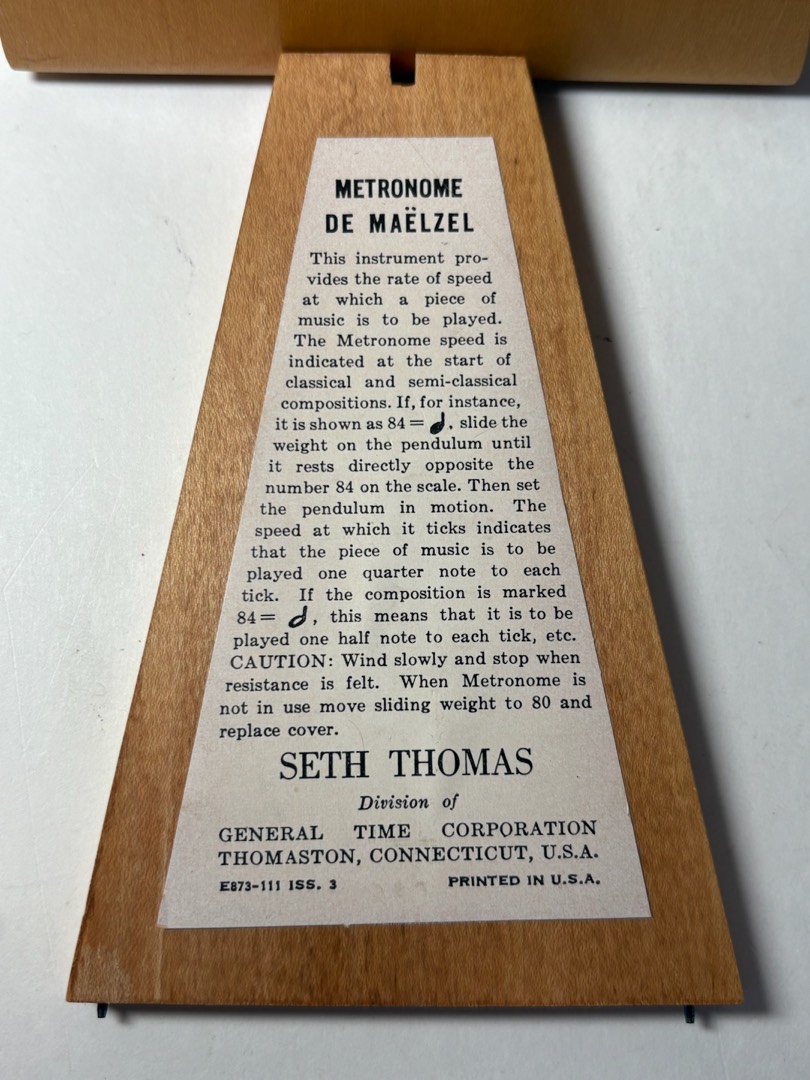 METRONOME
DE MAËLZEL
This instrument pro-
vides the rate of speed
at which a piece of
music is to be played.
The Metronome speed is
indicated at the start of
classical and semi-classical
compositions. If, for instance,
it is shown as 84 = 𝅘𝅥, slide the
weight on the pendulum until
it rests directly opposite the
number 84 on the scale. Then set
the pendulum in motion. The
speed at which it ticks indicates
that the piece of music is to be
played one quarter note to each
tick. If the composition is marked
84 = 𝅗𝅥, this means that it is to be
played one half note to each tick, etc.
CAUTION: Wind slowly and stop when
resistance is felt. When Metronome is
not in use move sliding weight to 80 and
replace cover.
SETH THOMAS
Division of
GENERAL TIME CORPORATION
THOMASTON, CONNECTICUT, U.S.A.
E873-111 ISS. 3 PRINTED IN U.S.A.